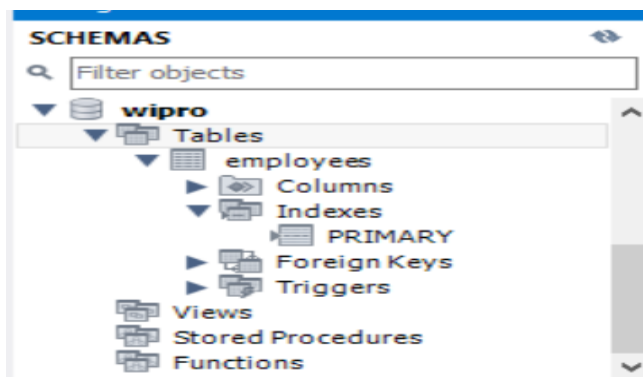 SCHEMAS
Filter objects
wipro
Tables
employees
Columns
Indexes
PRIMARY
Foreign Keys
Triggers
Views
Stored Procedures
Functions